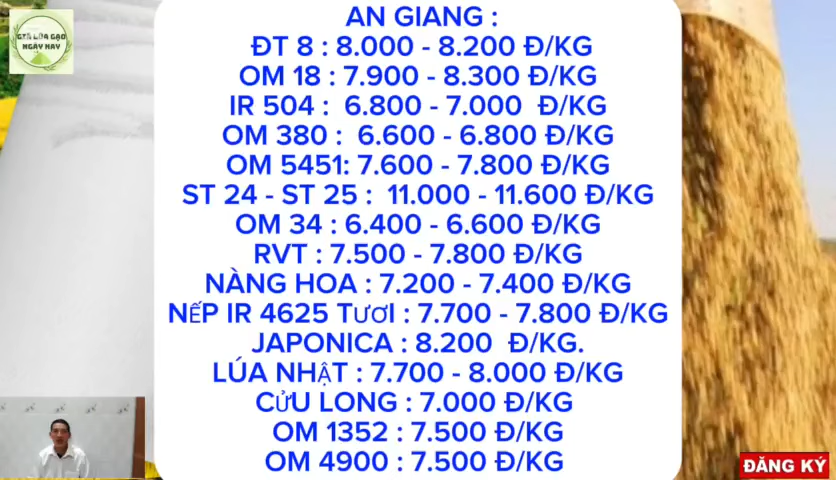 GIÁ LÚA GẠO
NGÀY NAY
AN GIANG :
ĐT 8 : 8.000 - 8.200 Đ/KG
OM 18 : 7.900 - 8.300 Đ/KG
IR 504 : 6.800 - 7.000 Đ/KG
OM 380 : 6.600 - 6.800 Đ/KG
OM 5451: 7.600 - 7.800 Đ/KG
ST 24 - ST 25 : 11.000 - 11.600 Đ/KG
OM 34 : 6.400 - 6.600 Đ/KG
RVT : 7.500 - 7.800 Đ/KG
NÀNG HOA : 7.200 - 7.400 Đ/KG
NẾP IR 4625 TươI : 7.700 - 7.800 Đ/KG
JAPONICA : 8.200 Đ/KG.
LÚA NHẬT : 7.700 - 8.000 Đ/KG
CỬU LONG : 7.000 Đ/KG
OM 1352 : 7.500 Đ/KG
OM 4900 : 7.500 Đ/KG
ĐĂNG KÝ